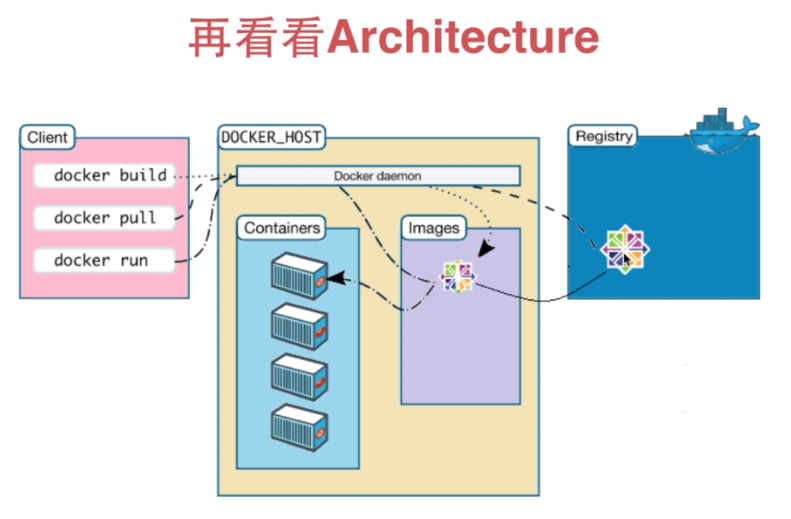 再看看Architecture
Client
docker build
docker pull
docker run
DOCKER_HOST
Docker daemon
Containers
Images
Registry